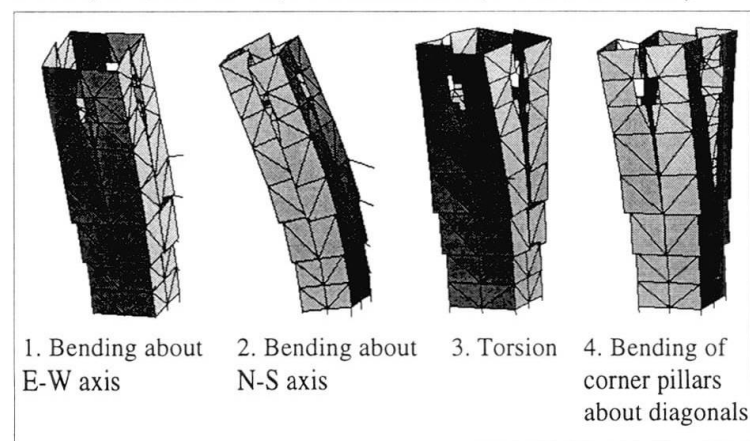 1. Bending about
E-W axis
2. Bending about
N-S axis
3. Torsion
4. Bending of
corner pillars
about diagonals